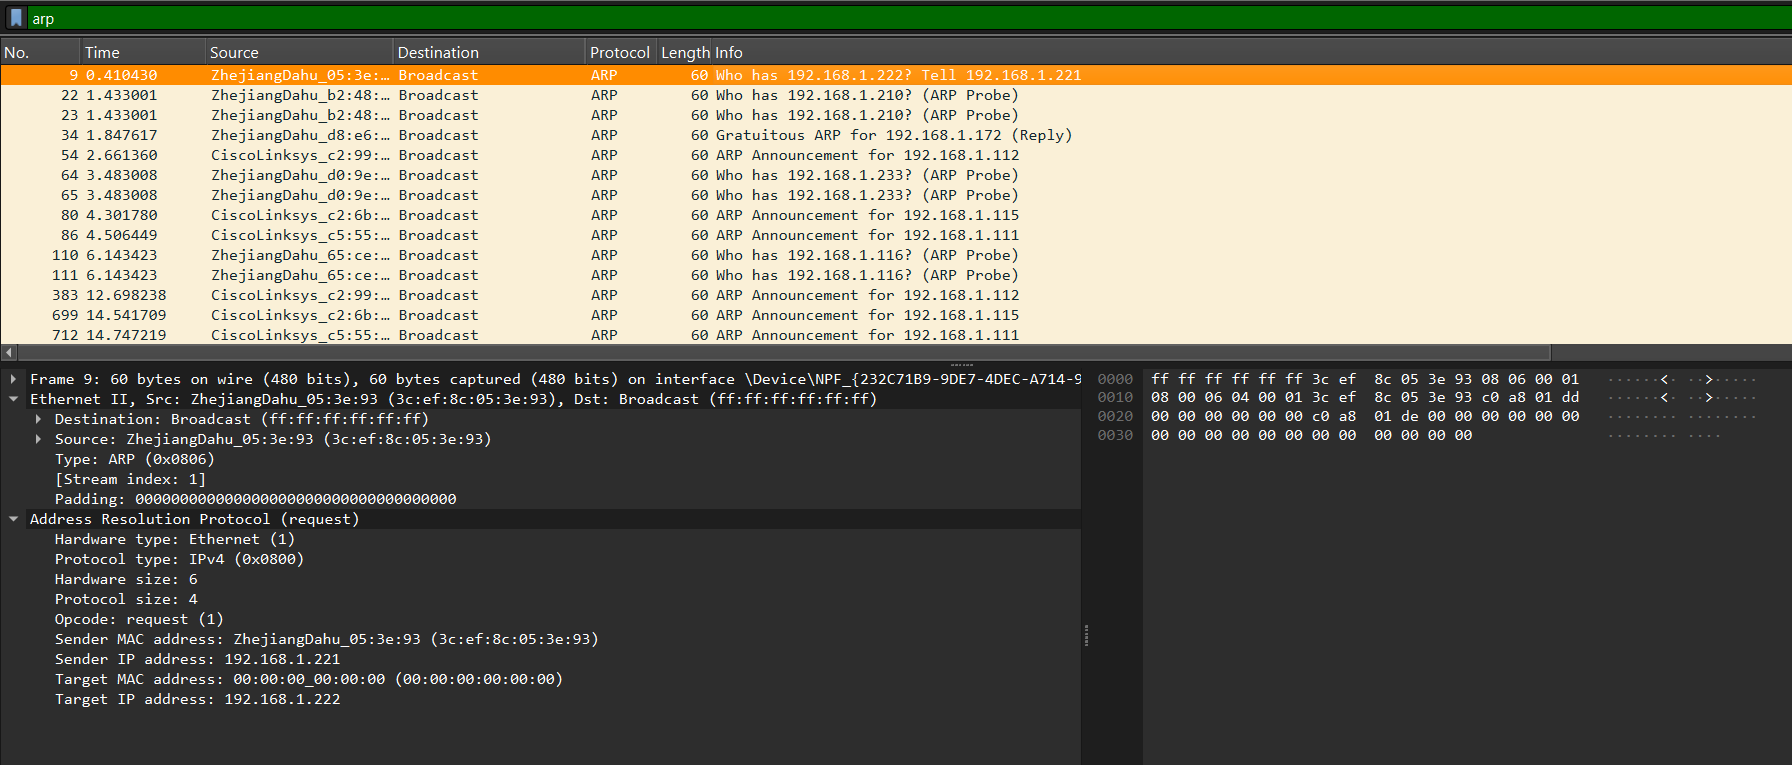 arp
No. Time Source Destination Protocol Length Info
9 0.410430 ZhejiangDahu_05:3e:… Broadcast ARP 60 Who has 192.168.1.222? Tell 192.168.1.221
22 1.433001 ZhejiangDahu_b2:48:… Broadcast ARP 60 Who has 192.168.1.210? (ARP Probe)
23 1.433001 ZhejiangDahu_b2:48:… Broadcast ARP 60 Who has 192.168.1.210? (ARP Probe)
34 1.847617 ZhejiangDahu_d8:e6:… Broadcast ARP 60 Gratuitous ARP for 192.168.1.172 (Reply)
54 2.661360 CiscoLinksys_c2:99:… Broadcast ARP 60 ARP Announcement for 192.168.1.112
64 3.483008 ZhejiangDahu_d0:9e:… Broadcast ARP 60 Who has 192.168.1.233? (ARP Probe)
65 3.483008 ZhejiangDahu_d0:9e:… Broadcast ARP 60 Who has 192.168.1.233? (ARP Probe)
80 4.301780 CiscoLinksys_c2:6b:… Broadcast ARP 60 ARP Announcement for 192.168.1.115
86 4.506449 CiscoLinksys_c5:55:… Broadcast ARP 60 ARP Announcement for 192.168.1.111
110 6.143423 ZhejiangDahu_65:ce:… Broadcast ARP 60 Who has 192.168.1.116? (ARP Probe)
111 6.143423 ZhejiangDahu_65:ce:… Broadcast ARP 60 Who has 192.168.1.116? (ARP Probe)
383 12.698238 CiscoLinksys_c2:99:… Broadcast ARP 60 ARP Announcement for 192.168.1.112
699 14.541709 CiscoLinksys_c2:6b:… Broadcast ARP 60 ARP Announcement for 192.168.1.115
712 14.747219 CiscoLinksys_c5:55:… Broadcast ARP 60 ARP Announcement for 192.168.1.111
Frame 9: 60 bytes on wire (480 bits), 60 bytes captured (480 bits) on interface \Device\NPF_{232C71B9-9DE7-4DEC-A714-9
Ethernet II, Src: ZhejiangDahu_05:3e:93 (3c:ef:8c:05:3e:93), Dst: Broadcast (ff:ff:ff:ff:ff:ff)
Destination: Broadcast (ff:ff:ff:ff:ff:ff)
Source: ZhejiangDahu_05:3e:93 (3c:ef:8c:05:3e:93)
Type: ARP (0x0806)
[Stream index: 1]
Padding: 000000000000000000000000000000000000
Address Resolution Protocol (request)
Hardware type: Ethernet (1)
Protocol type: IPv4 (0x0800)
Hardware size: 6
Protocol size: 4
Opcode: request (1)
Sender MAC address: ZhejiangDahu_05:3e:93 (3c:ef:8c:05:3e:93)
Sender IP address: 192.168.1.221
Target MAC address: 00:00:00_00:00:00 (00:00:00:00:00:00)
Target IP address: 192.168.1.222
0000 ff ff ff ff ff ff 3c ef 8c 05 3e 93 08 06 00 01 ······<· ··>·····
0010 08 00 06 04 00 01 3c ef 8c 05 3e 93 c0 a8 01 dd ······<· ··>·····
0020 00 00 00 00 00 00 c0 a8 01 de 00 00 00 00 00 00 ········ ········
0030 00 00 00 00 00 00 00 00 00 00 00 00 ········ ····